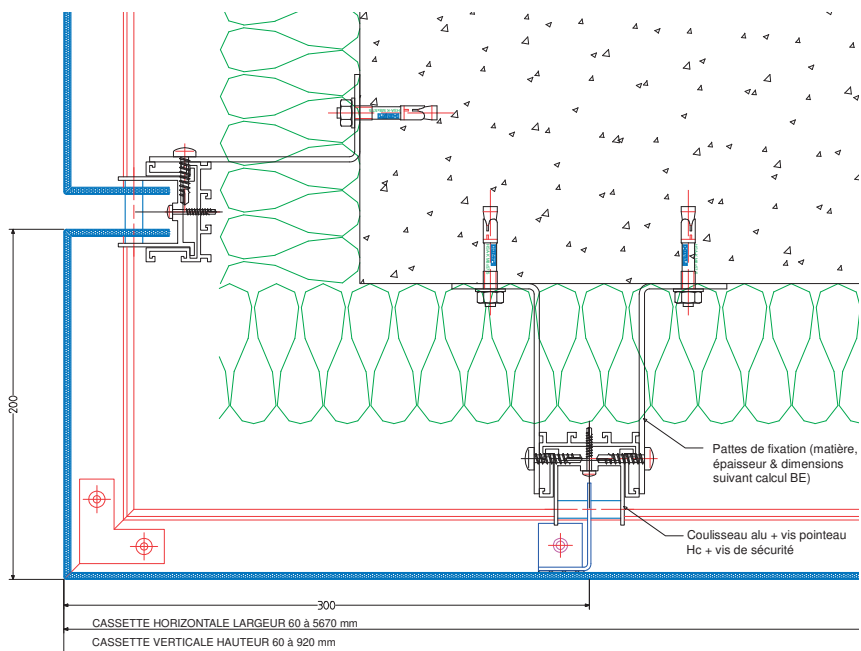 Pattes de fixation (matière,
épaisseur & dimensions
suivant calcul BE)
Coulisseau alu + vis pointeau
Hc + vis de sécurité
200
300
CASSETTE HORIZONTALE LARGEUR 60 à 5670 mm
CASSETTE VERTICALE HAUTEUR 60 à 920 mm